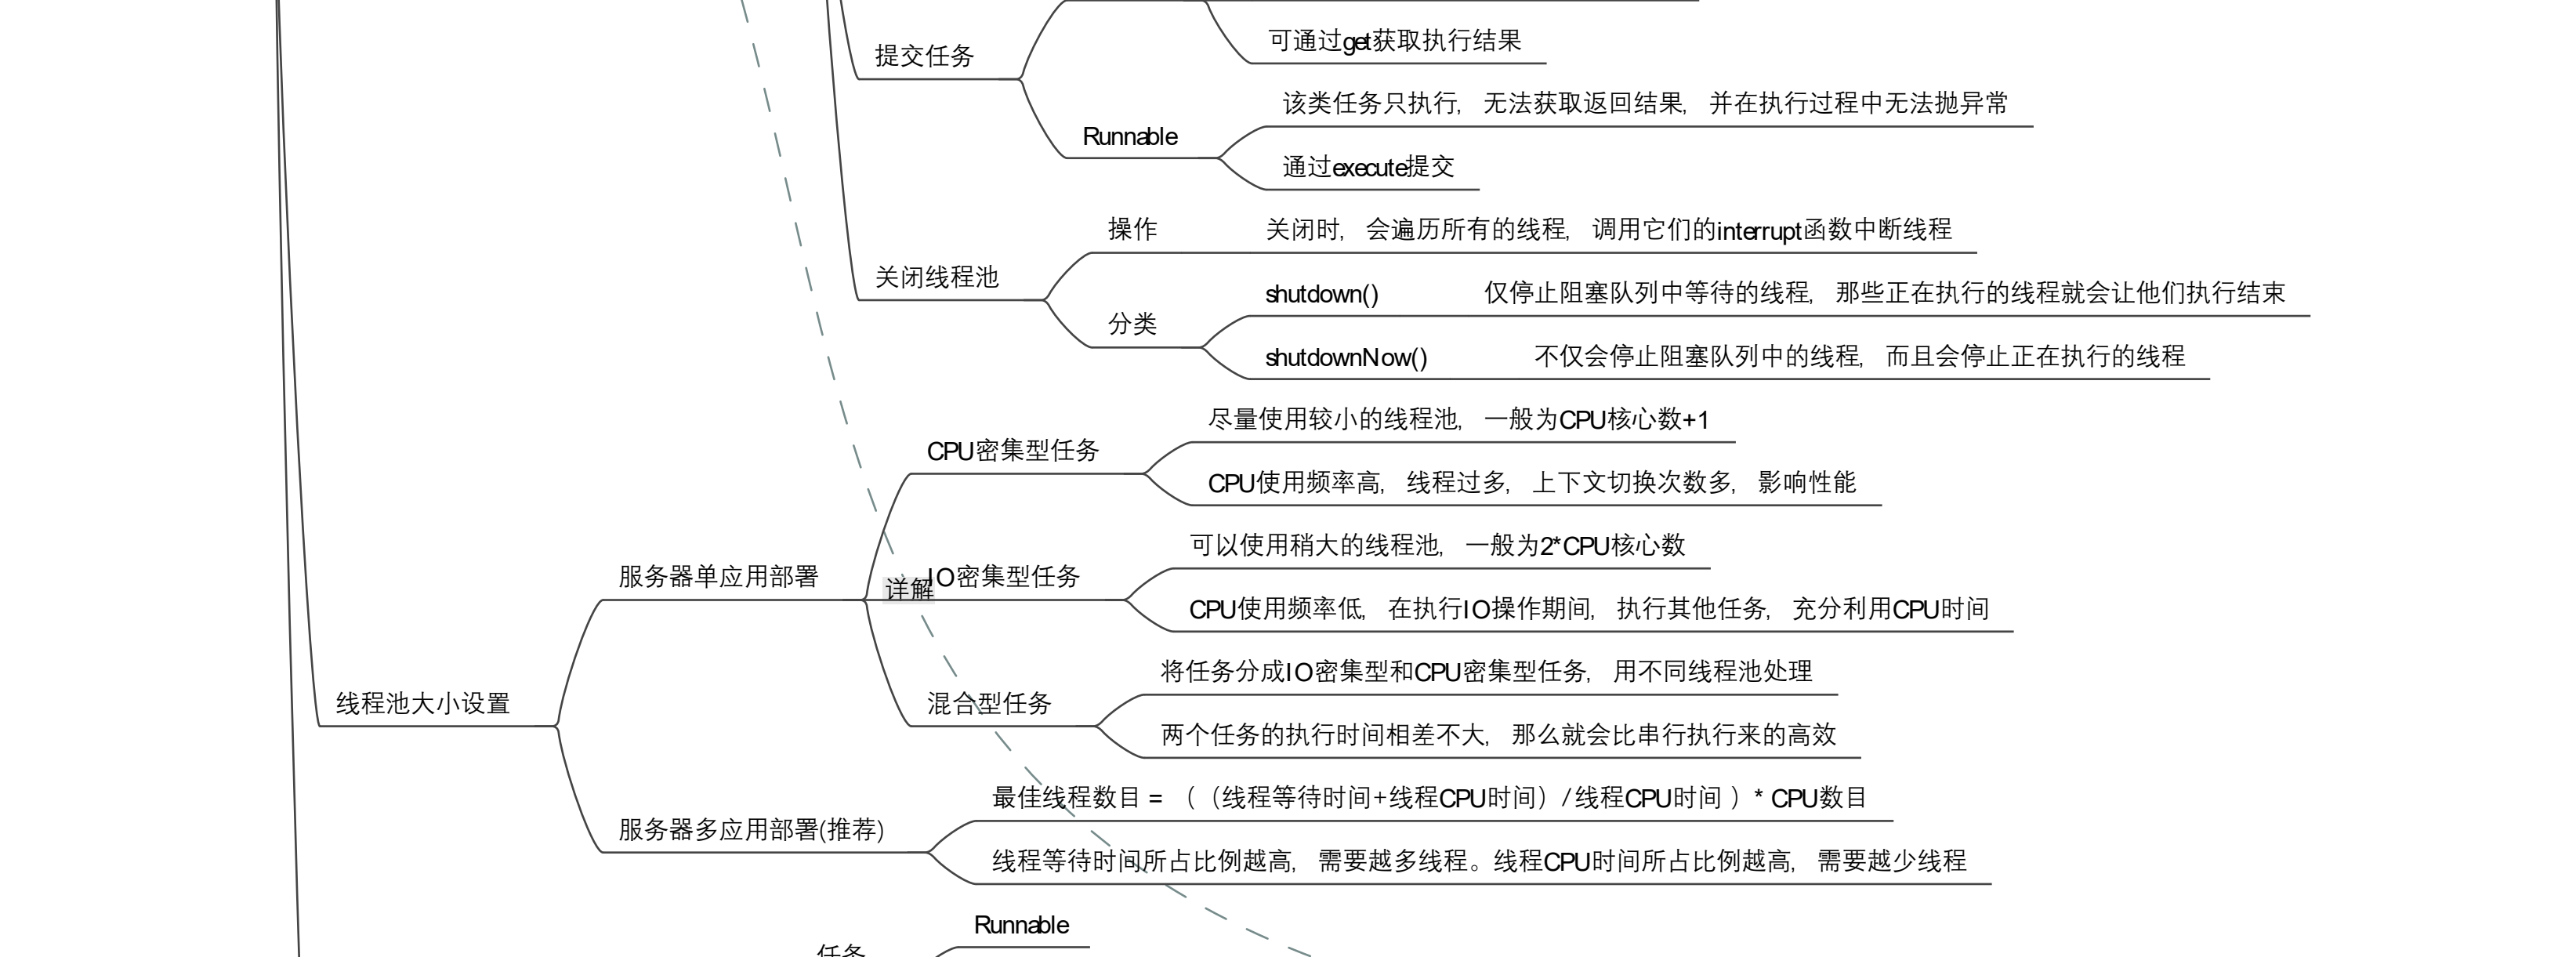 可通过get获取执行结果
提交任务
该类任务只执行，无法获取返回结果，并在执行过程中无法抛异常
Runnable
通过execute提交
操作
关闭时，会遍历所有的线程，调用它们的interrupt函数中断线程
关闭线程池
shutdown()
仅停止阻塞队列中等待的线程，那些正在执行的线程就会让他们执行结束
分类
shutdownNow()
不仅会停止阻塞队列中的线程，而且会停止正在执行的线程
尽量使用较小的线程池，一般为CPU核心数+1
CPU密集型任务
CPU使用频率高，线程过多，上下文切换次数多，影响性能
可以使用稍大的线程池，一般为2*CPU核心数
服务器单应用部署
详解
IO密集型任务
CPU使用频率低，在执行IO操作期间，执行其他任务，充分利用CPU时间
将任务分成IO密集型和CPU密集型任务，用不同线程池处理
线程池大小设置
混合型任务
两个任务的执行时间相差不大，那么就会比串行执行来的高效
最佳线程数目 = （（线程等待时间+线程CPU时间）/线程CPU时间 ）* CPU数目
服务器多应用部署(推荐)
线程等待时间所占比例越高，需要越多线程。线程CPU时间所占比例越高，需要越少线程
Runnable
任务